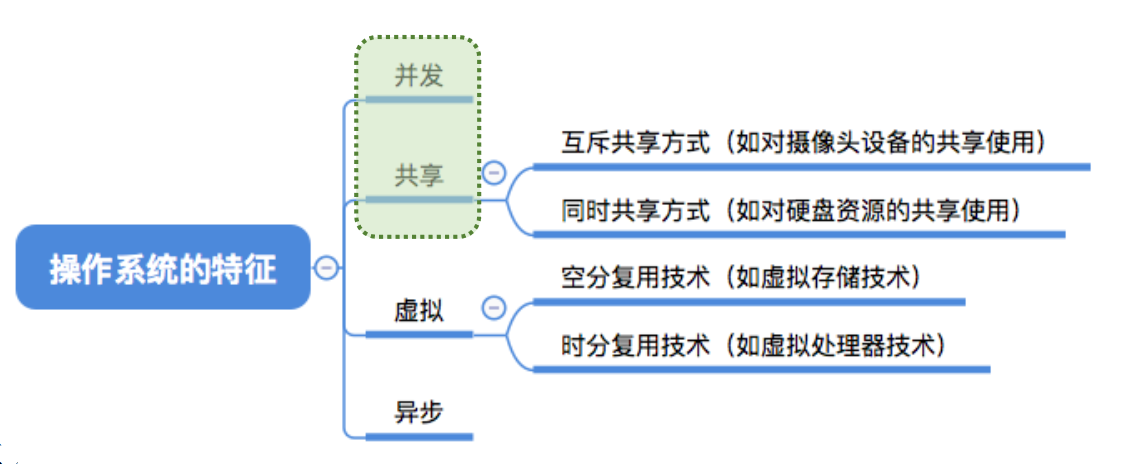 并发
互斥共享方式（如对摄像头设备的共享使用）
共享
同时共享方式（如对硬盘资源的共享使用）
操作系统的特征
空分复用技术（如虚拟存储技术）
虚拟
时分复用技术（如虚拟处理器技术）
异步